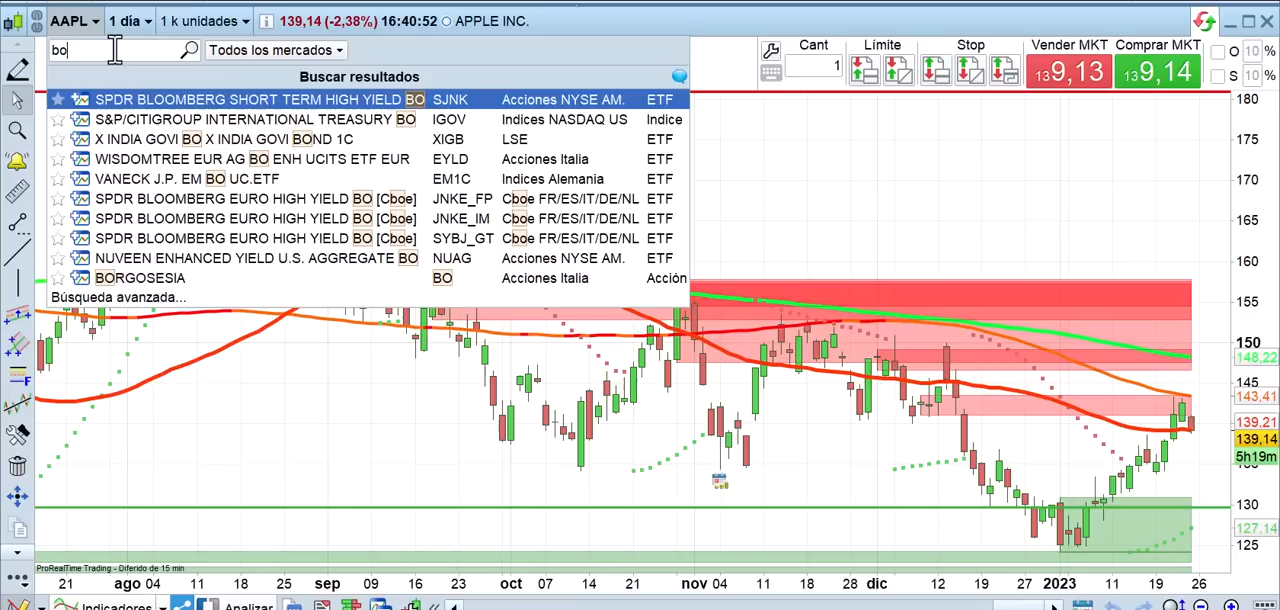 AAPL 1 día 1 k unidades 139,14 (-2,38%) 16:40:52 APPLE INC.
bo Todos los mercados
Cant Límite Stop Vender MKT Comprar MKT
1 139,13 139,14
O 10 %
S 10 %
Buscar resultados
SPDR BLOOMBERG SHORT TERM HIGH YIELD BO SJNK Acciones NYSE AM. ETF
S&P/CITIGROUP INTERNATIONAL TREASURY BO IGOV Indices NASDAQ US Indice
X INDIA GOVI BO X INDIA GOVI BOND 1C XIGB LSE ETF
WISDOMTREE EUR AG BO ENH UCITS ETF EUR EYLD Acciones Italia ETF
VANECK J.P. EM BO UC.ETF EM1C Indices Alemania ETF
SPDR BLOOMBERG EURO HIGH YIELD BO [Cboe] JNKE_FP Cboe FR/ES/IT/DE/NL ETF
SPDR BLOOMBERG EURO HIGH YIELD BO [Cboe] JNKE_IM Cboe FR/ES/IT/DE/NL ETF
SPDR BLOOMBERG EURO HIGH YIELD BO [Cboe] SYBJ_GT Cboe FR/ES/IT/DE/NL ETF
NUVEEN ENHANCED YIELD U.S. AGGREGATE BO NUAG Acciones NYSE AM. ETF
BORGOSESIA BO Acciones Italia Acción
Búsqueda avanzada...
180
175
170
165
160
155
150
148,22
145
143,41
139,21
139,14
5h19m
130
127,14
125
ProRealTime Trading - Diferido de 15 min
21 ago 04 11 18 25 sep 09 16 23 oct 07 14 21 nov 04 11 18 28 dic 12 19 27 2023 11 19 26
Indicadores Analizar